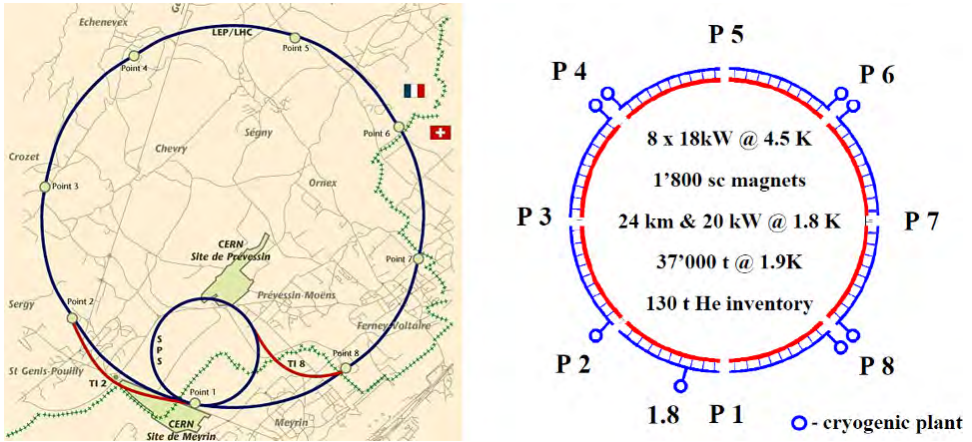 Echenevex
LEP/LHC
Point 5
Point 4
Point 6
Ségny
Chevry
Crozet
Ornex
Point 3
CERN
Site de Prévessin
Point 7
Sergy
Point 2
Prévessin-Moëns
Ferney-Voltaire
SPS
St Genis-Pouilly
TI 2
TI 8
Point 8
Point 1
Meyrin
CERN
Site de Meyrin
P 5
P 4
P 6
8 x 18kW @ 4.5 K
1'800 sc magnets
P 3
24 km & 20 kW @ 1.8 K
P 7
37'000 t @ 1.9K
130 t He inventory
P 2
P 8
1.8
P 1
- cryogenic plant